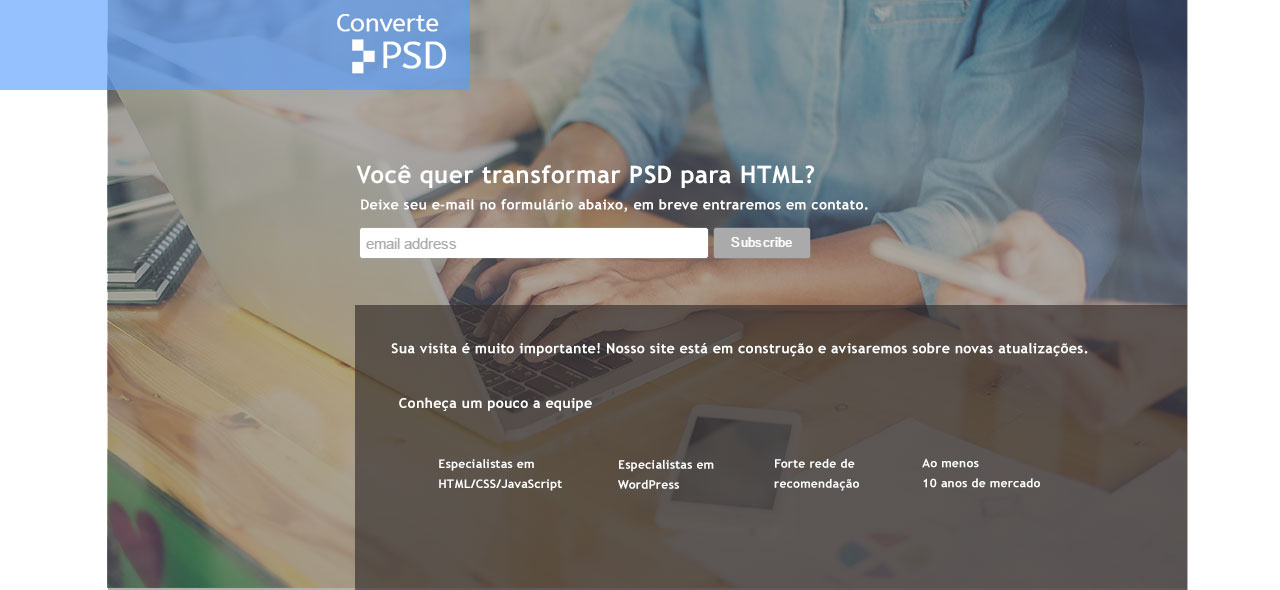 Converte
PSD
Você quer transformar PSD para HTML?
Deixe seu e-mail no formulário abaixo, em breve entraremos em contato.
email address
Subscribe
Sua visita é muito importante! Nosso site está em construção e avisaremos sobre novas atualizações.
Conheça um pouco a equipe
Especialistas em
HTML/CSS/JavaScript
Especialistas em
WordPress
Forte rede de
recomendação
Ao menos
10 anos de mercado